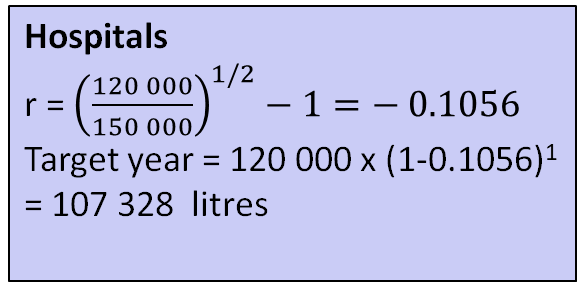 Hospitals
r = (120 000/150 000)^1/2 − 1 = − 0.1056
Target year = 120 000 x (1-0.1056)^1
= 107 328 litres